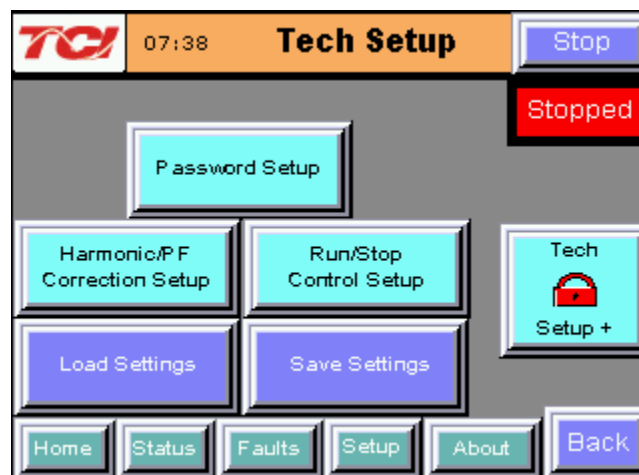 TCI 07:38 Tech Setup Stop
Stopped
Password Setup
Harmonic/PF
Correction Setup
Run/Stop
Control Setup
Tech
Setup +
Load Settings
Save Settings
Home Status Faults Setup About Back